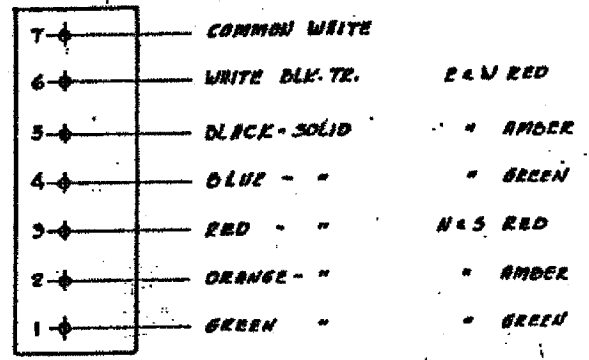 7 COMMON WHITE
6 WHITE BLK. TR. E & W RED
5 BLACK - SOLID " AMBER
4 BLUE - " " GREEN
3 RED - " N & S RED
2 ORANGE - " " AMBER
1 GREEN " " GREEN